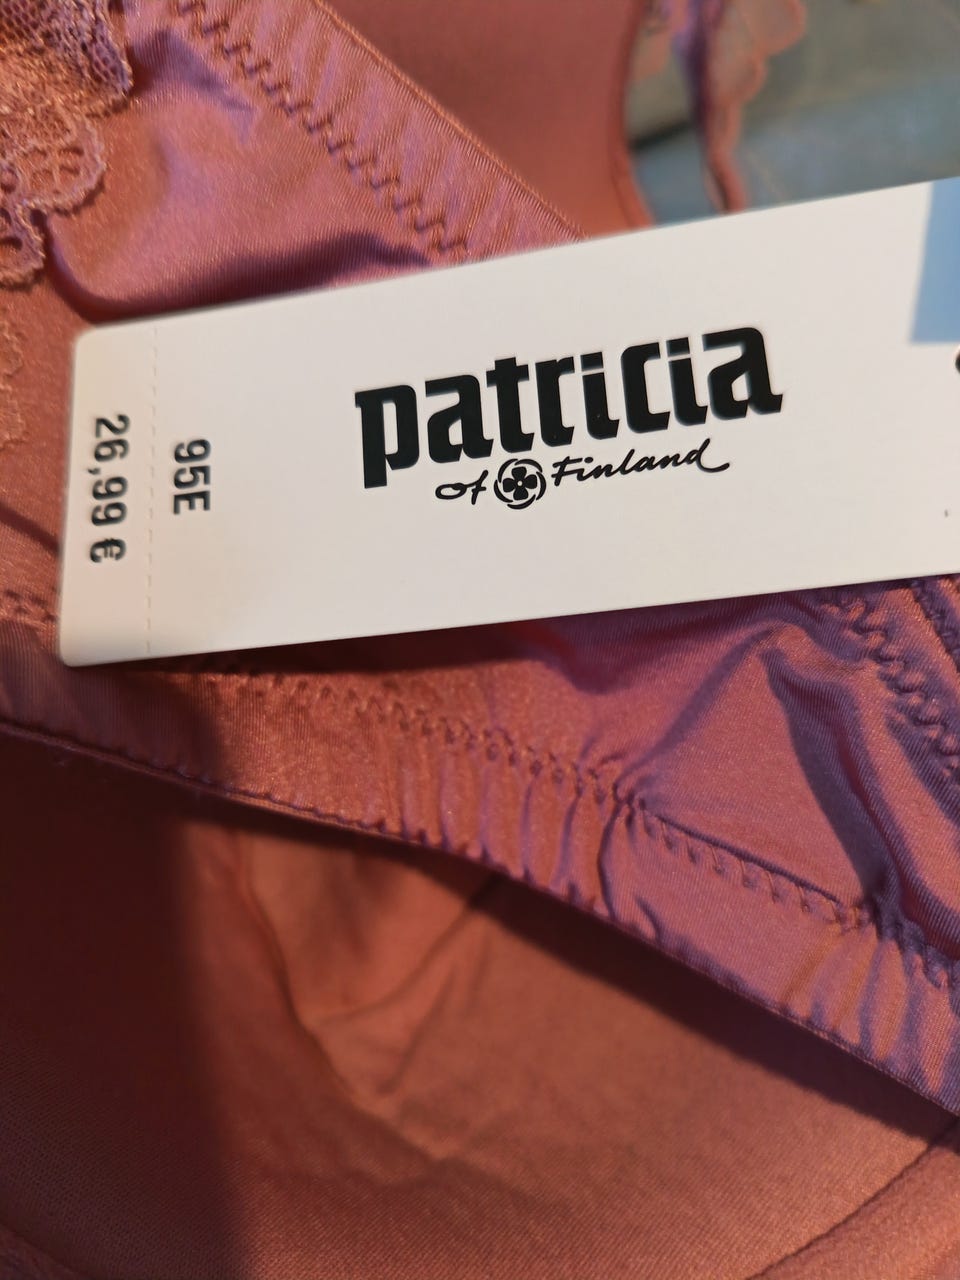 patricia
of Finland
95E
26,99 €